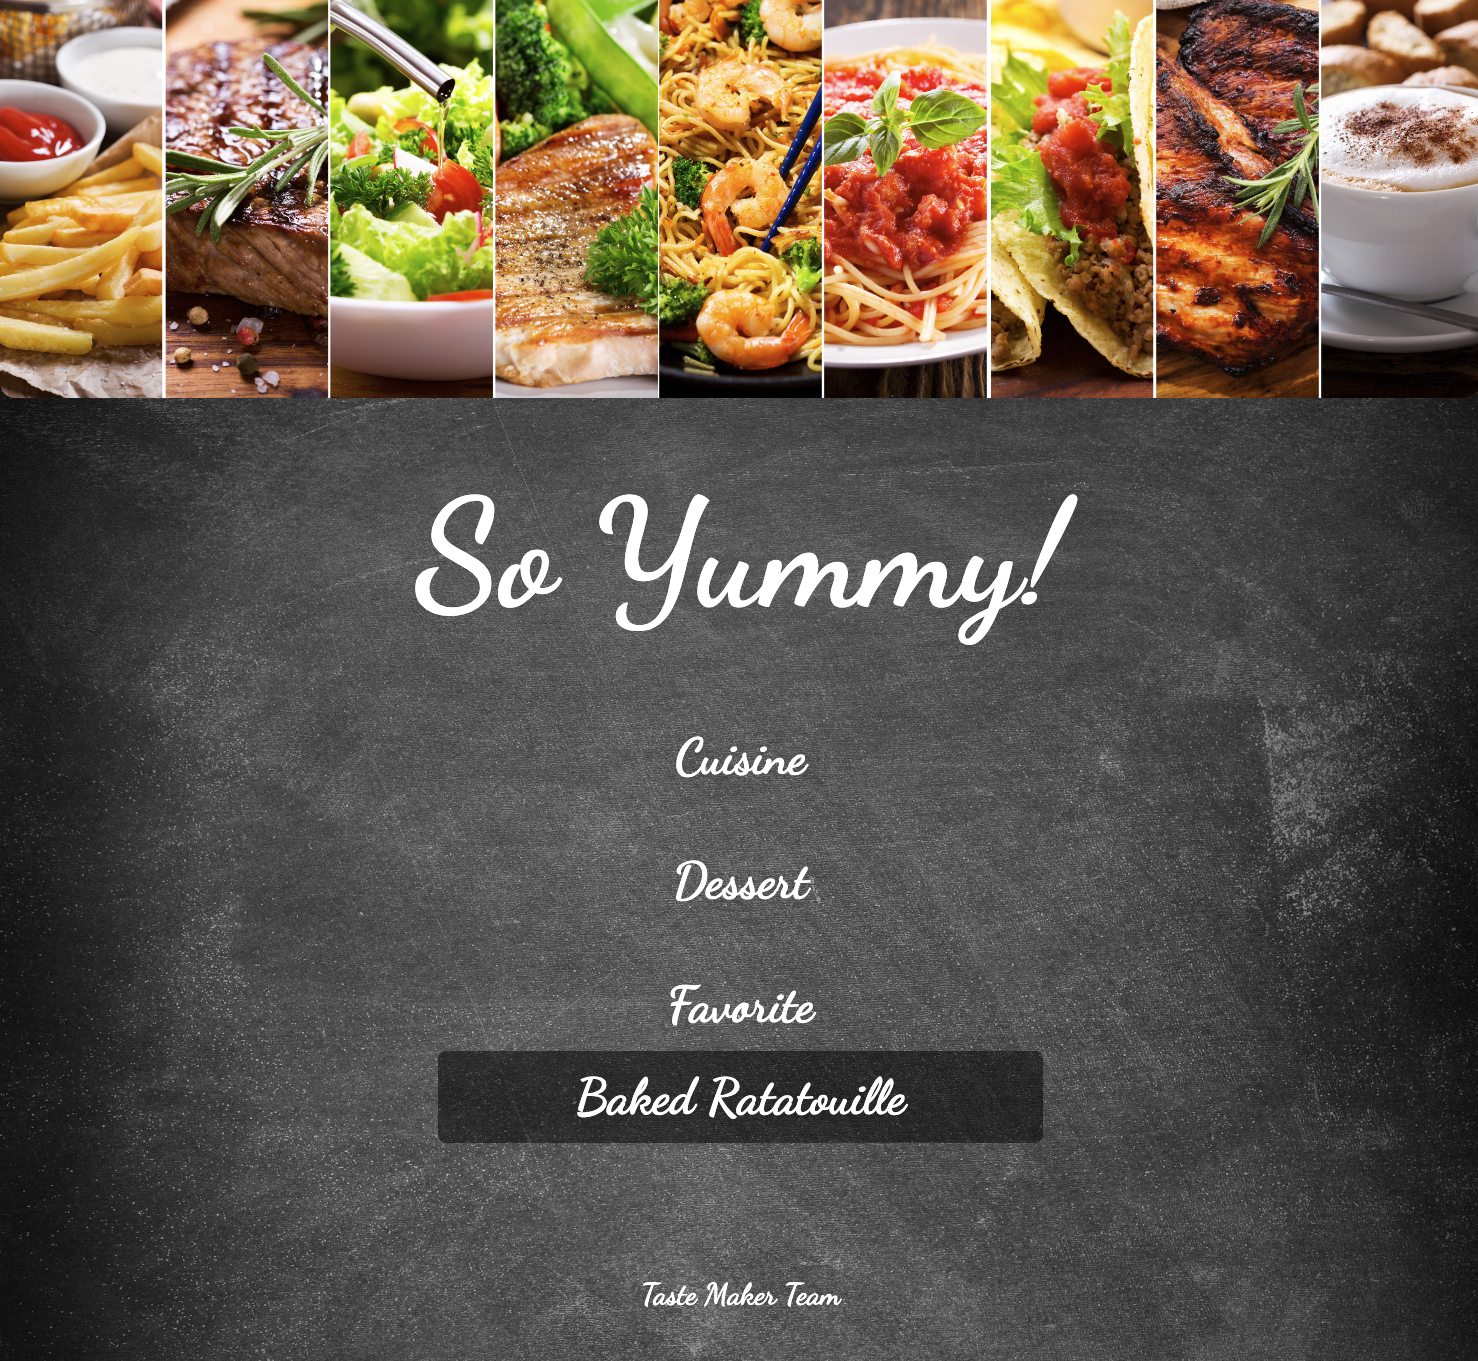 So Yummy!
Cuisine
Dessert
Favorite
Baked Ratatouille
Taste Maker Team